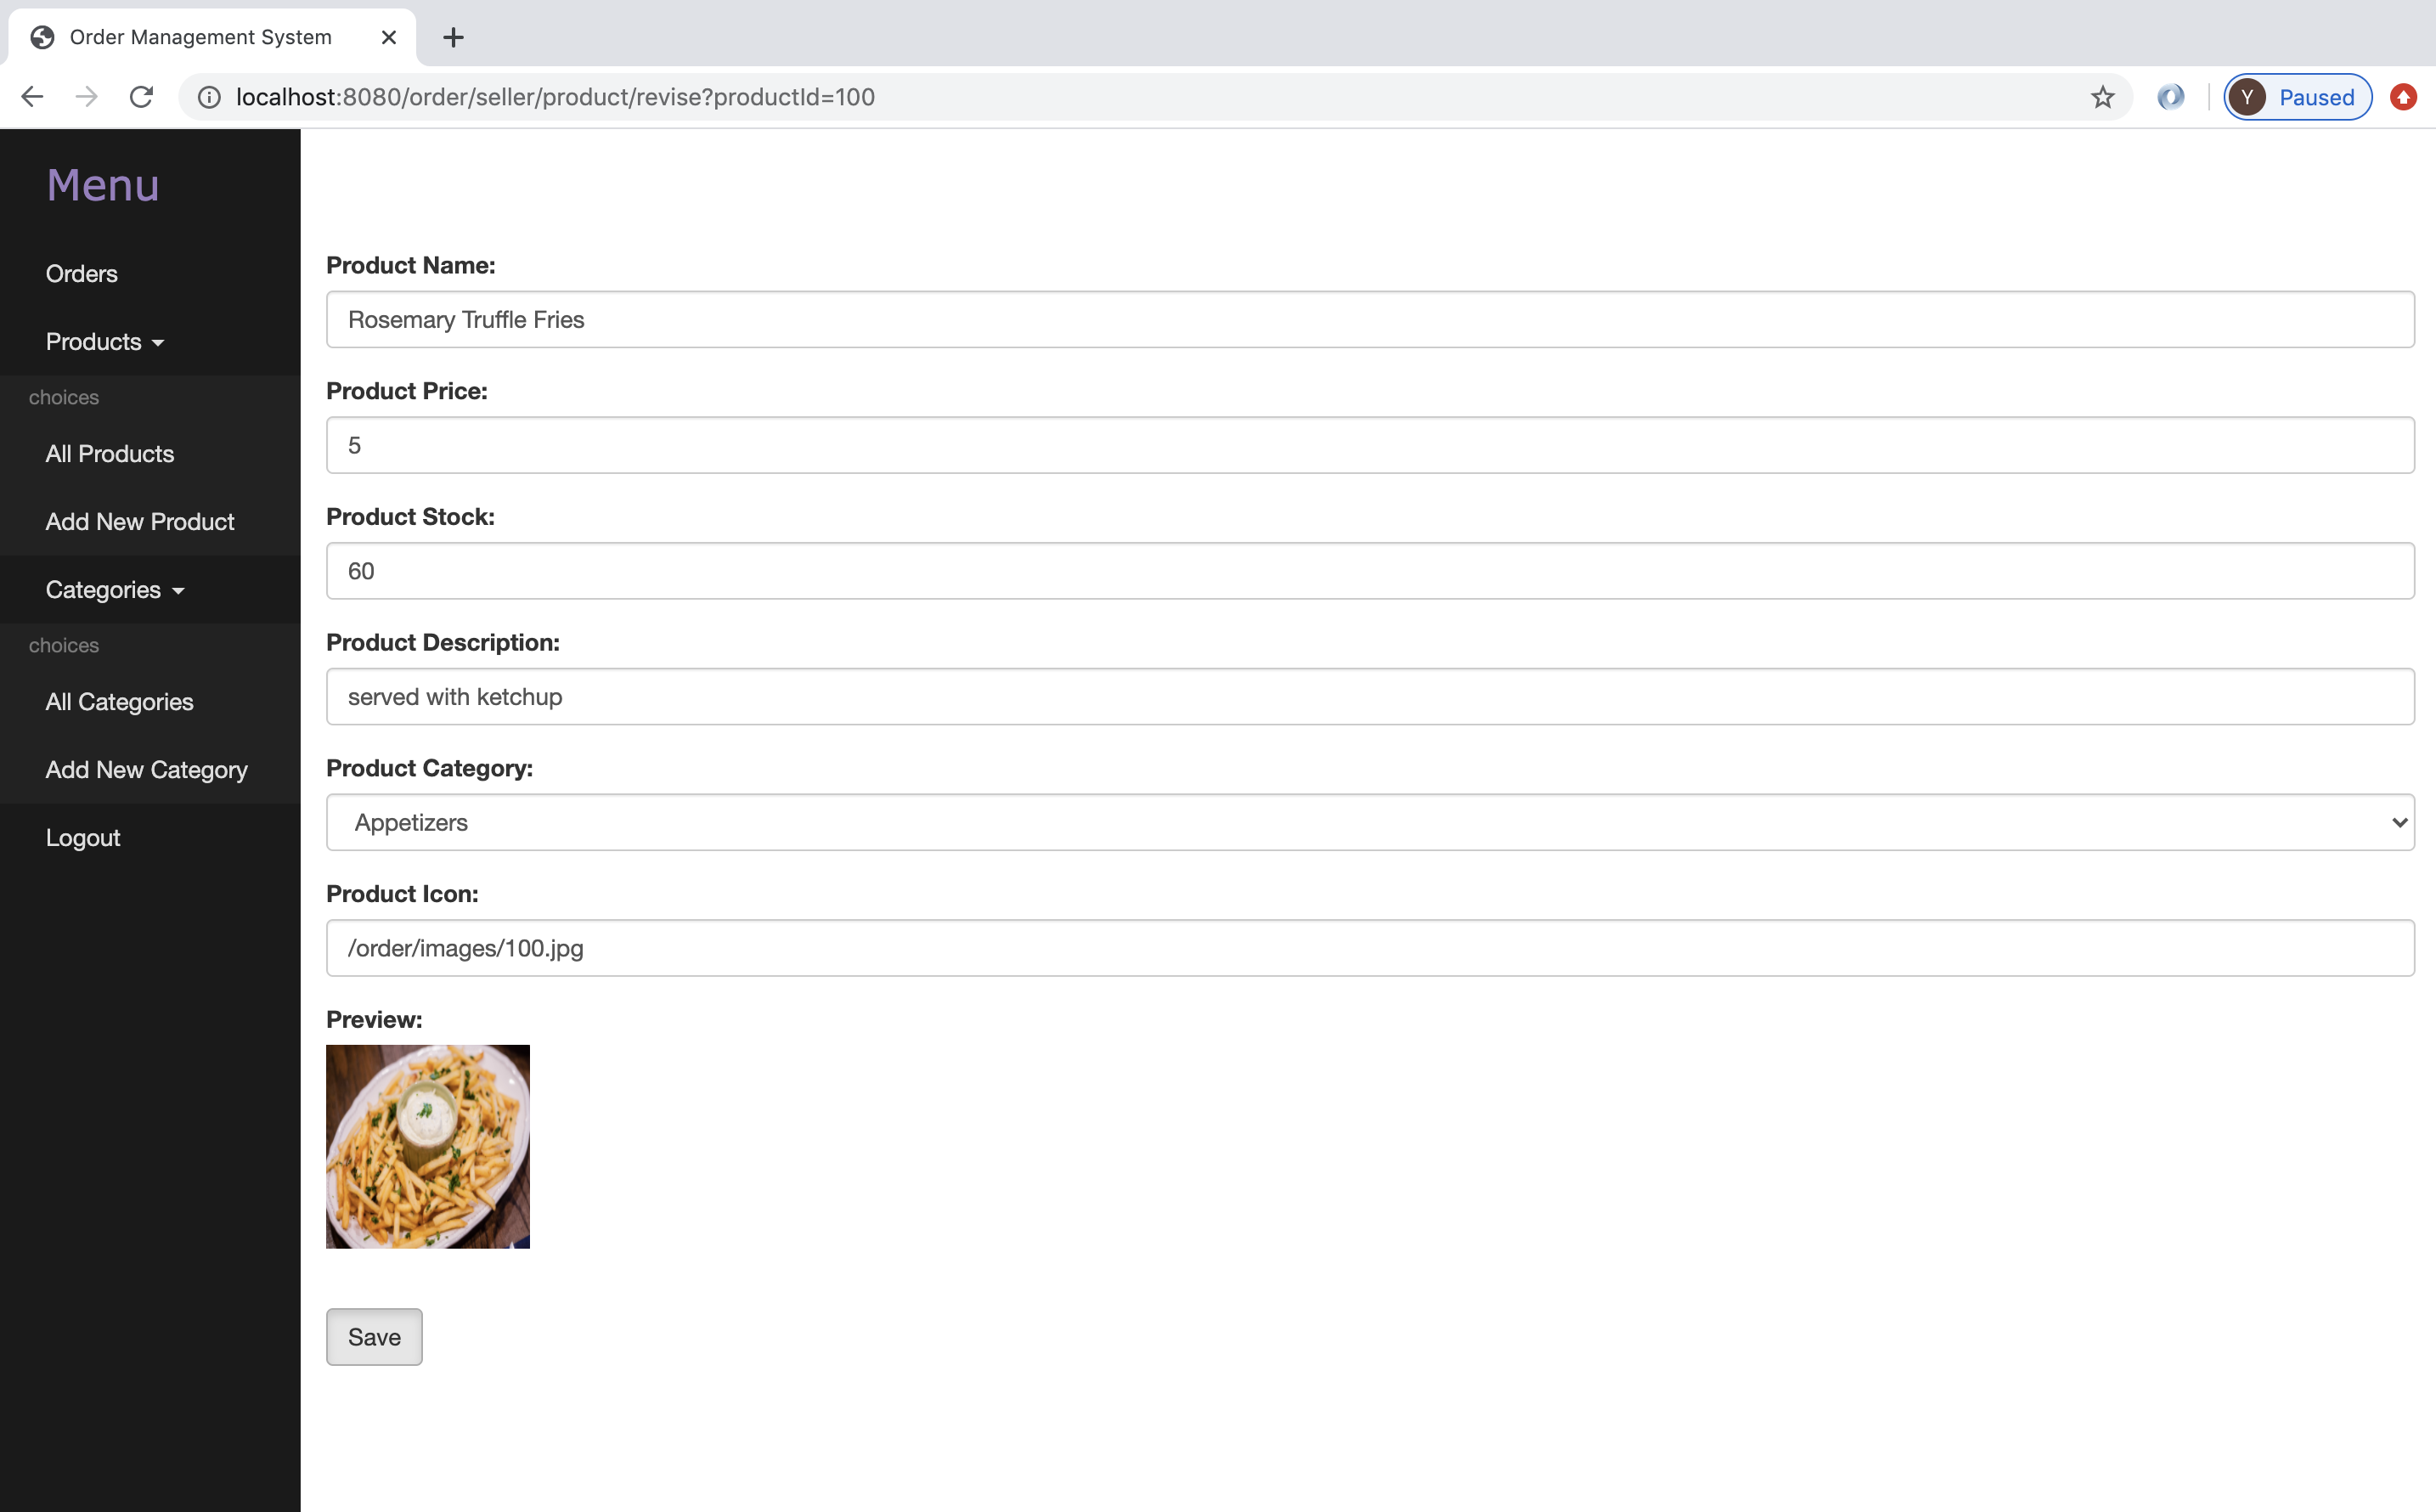 Order Management System
localhost:8080/order/seller/product/revise?productId=100
Y Paused
Menu
Orders
Products
choices
All Products
Add New Product
Categories
choices
All Categories
Add New Category
Logout
Product Name:
Rosemary Truffle Fries
Product Price:
5
Product Stock:
60
Product Description:
served with ketchup
Product Category:
Appetizers
Product Icon:
/order/images/100.jpg
Preview:
Save